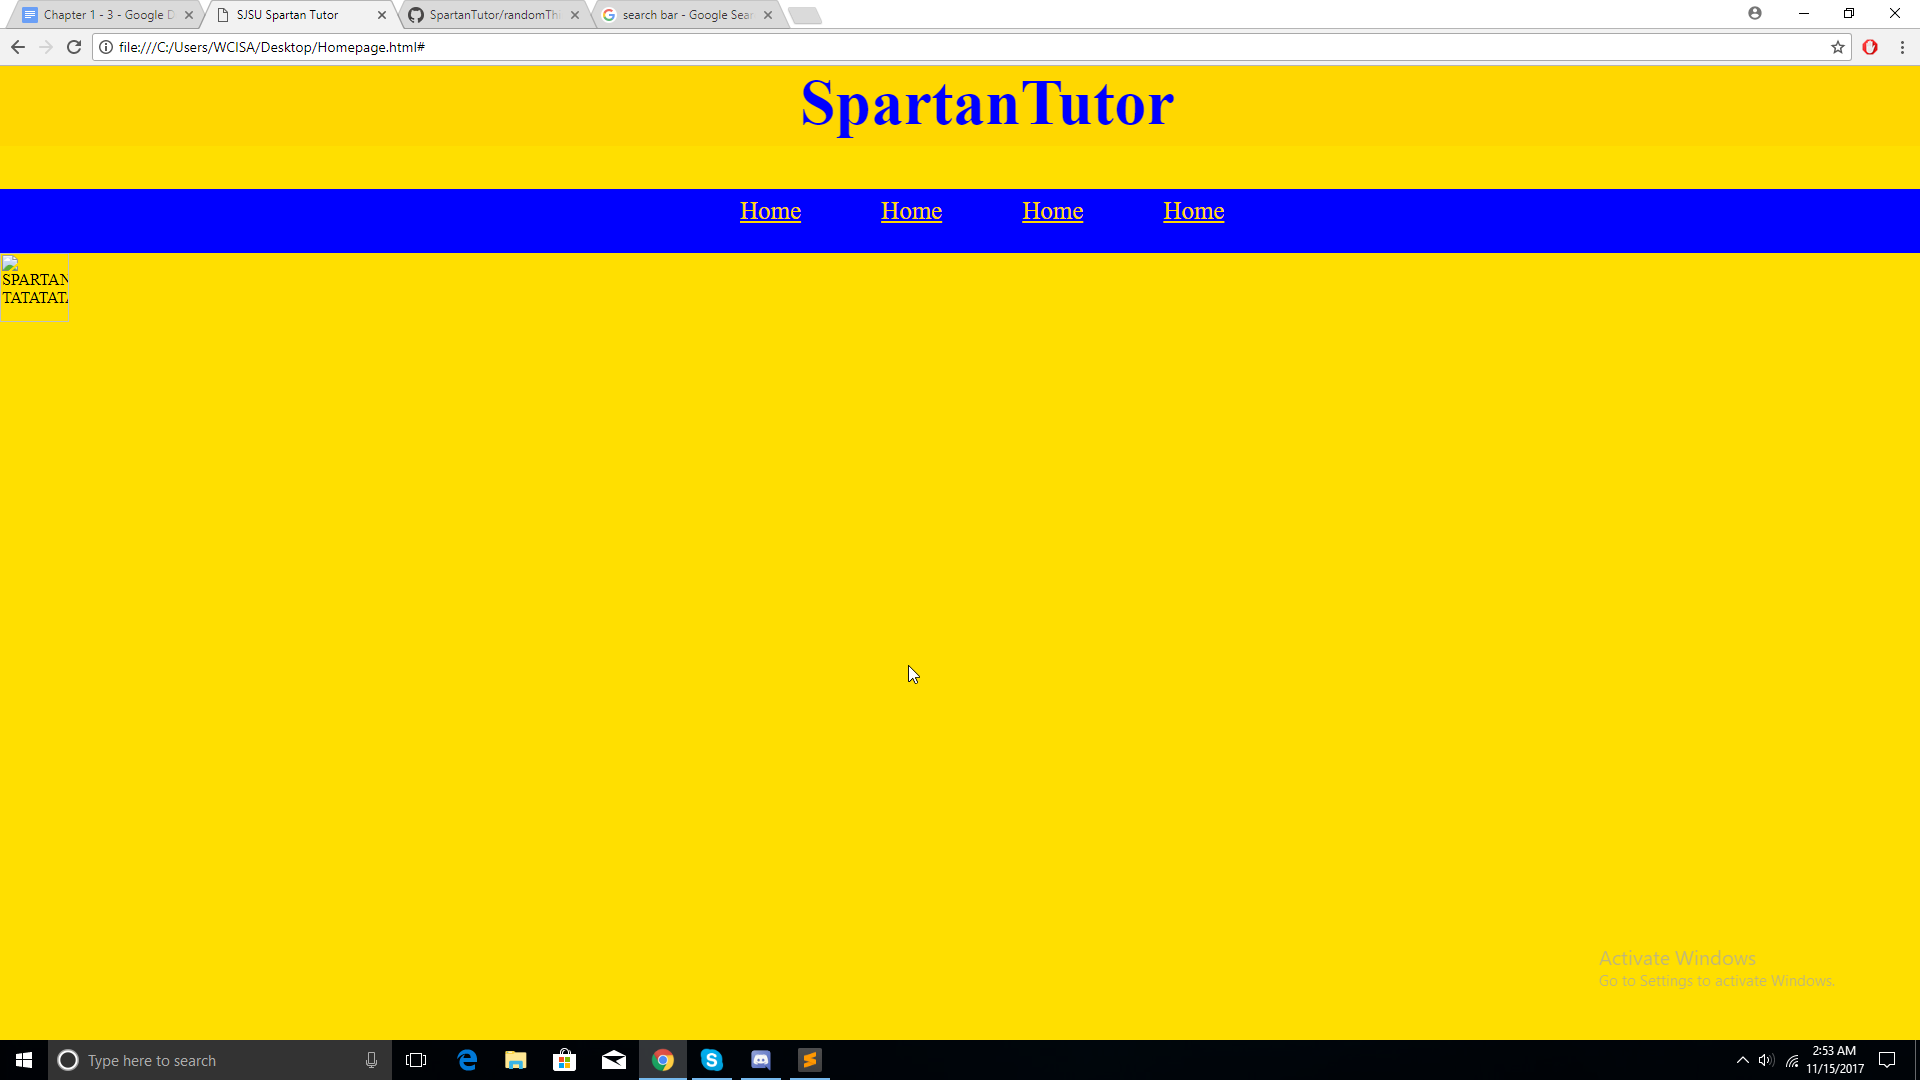 Chapter 1 - 3 - Google D
SJSU Spartan Tutor
SpartanTutor/randomTh
search bar - Google Sear
file:///C:/Users/WCISA/Desktop/Homepage.html#
SpartanTutor
Home Home Home Home
SPARTAN
TATATATA
Activate Windows
Go to Settings to activate Windows.
Type here to search
2:53 AM
11/15/2017